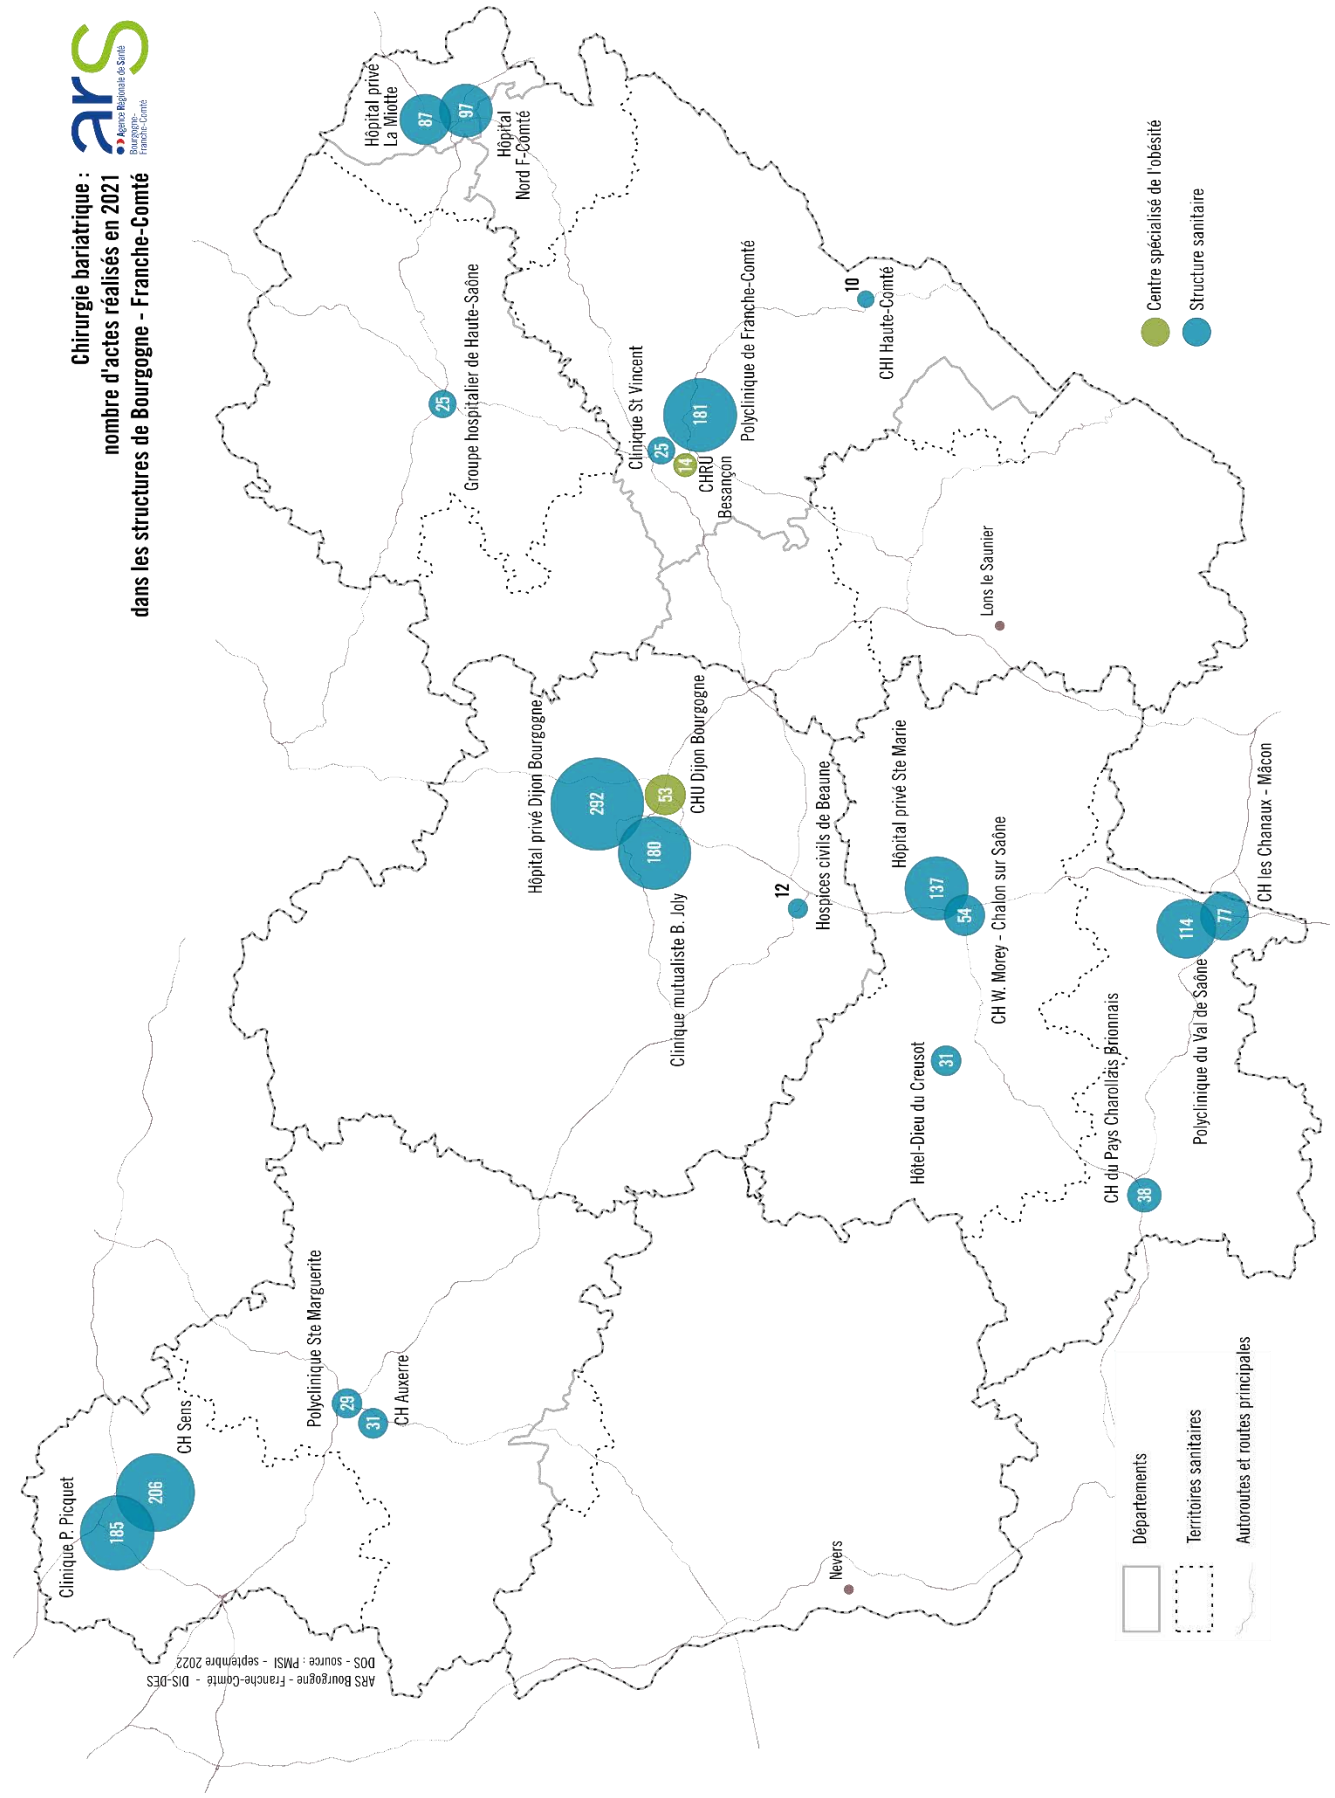 Chirurgie bariatrique :
nombre d'actes réalisés en 2021
dans les structures de Bourgogne - Franche-Comté
ars
Agence Régionale de Santé
Bourgogne-
Franche-Comté
Clinique P. Picquet
185
206
CH Sens
Polyclinique Ste Marguerite
29
31
CH Auxerre
Hôpital privé
La Miotte
87
97
Hôpital
Nord F-Comté
25
Groupe hospitalier de Haute-Saône
Hôpital privé Dijon Bourgogne
292
180
53
CHU Dijon Bourgogne
Clinique mutualiste B. Joly
Clinique St Vincent
25
14
CHRU
Besançon
181
Polyclinique de Franche-Comté
12
Hospices civils de Beaune
10
CHI Haute-Comté
Nevers
Hôtel-Dieu du Creusot
31
Hôpital privé Ste Marie
137
54
CH W. Morey - Chalon sur Saône
Lons le Saunier
CH du Pays Charollais Brionnais
38
114
77
Polyclinique du Val de Saône
CH les Chanaux - Mâcon
Centre spécialisé de l'obésité
Structure sanitaire
Départements
Territoires sanitaires
Autoroutes et routes principales
ARS Bourgogne - Franche-Comté - DIS-DES
DOS - source : PMSI - septembre 2022